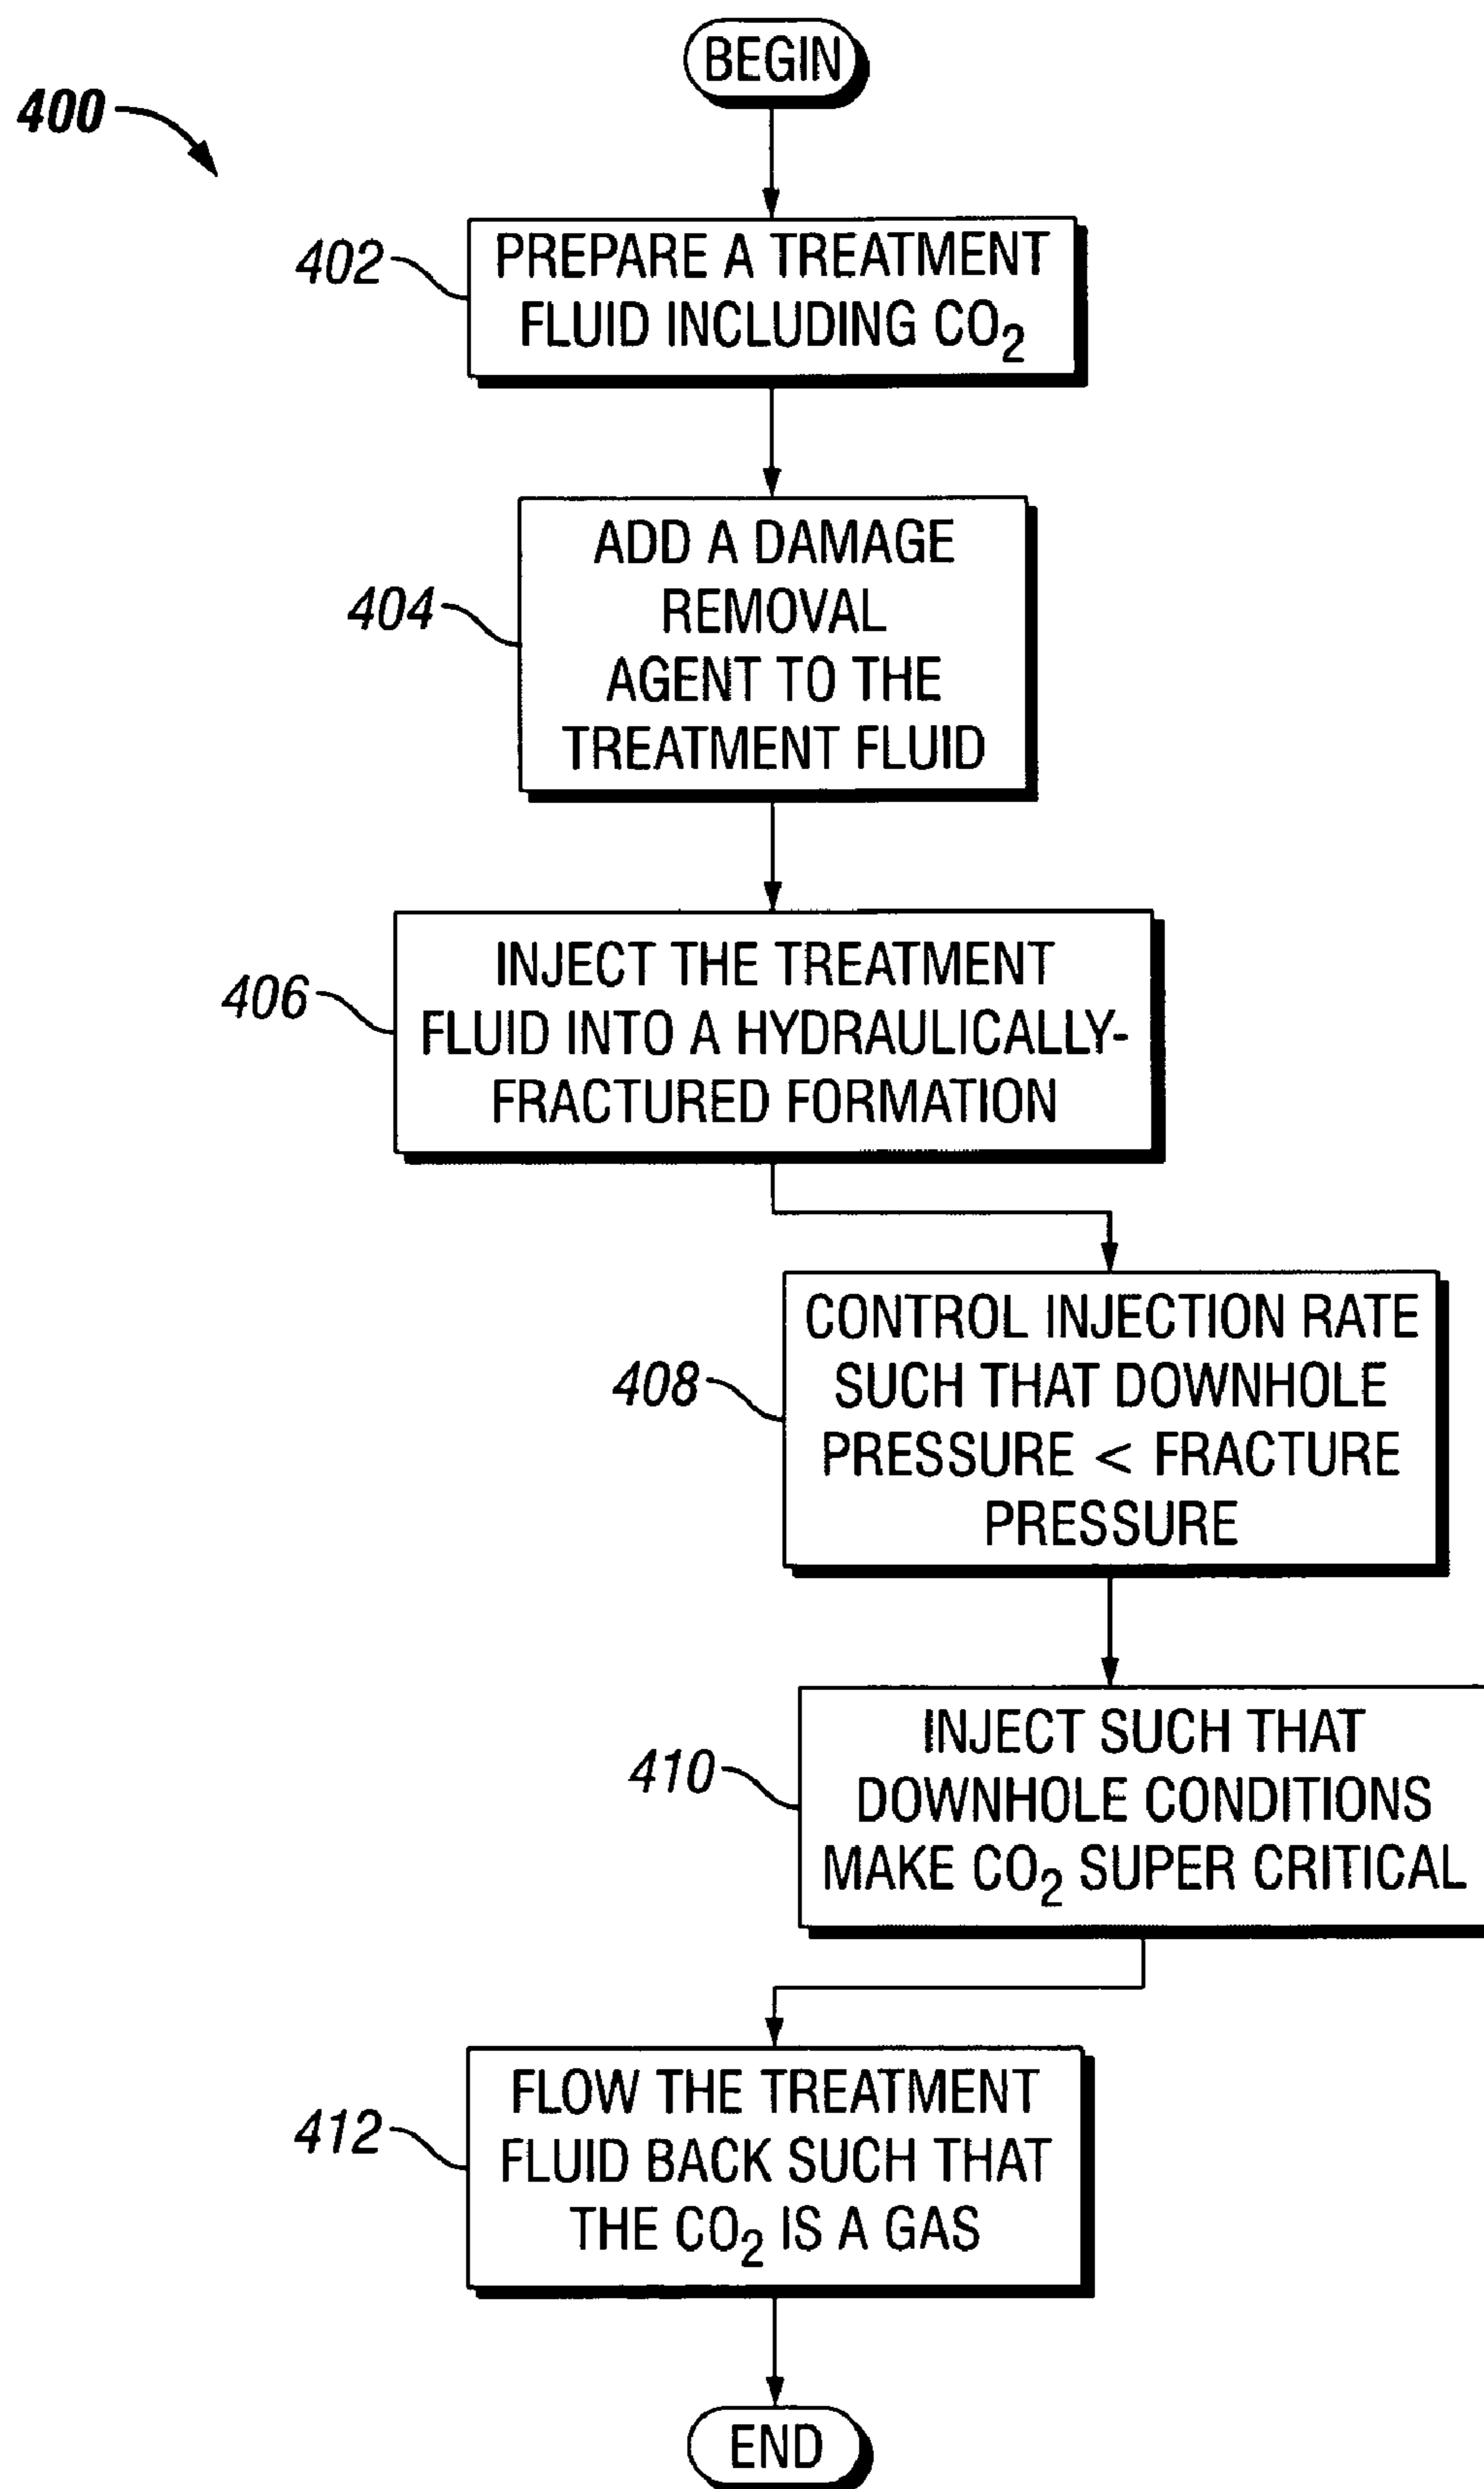 BEGIN
400
402
PREPARE A TREATMENT
FLUID INCLUDING CO₂
404
ADD A DAMAGE
REMOVAL
AGENT TO THE
TREATMENT FLUID
406
INJECT THE TREATMENT
FLUID INTO A HYDRAULICALLY-
FRACTURED FORMATION
408
CONTROL INJECTION RATE
SUCH THAT DOWNHOLE
PRESSURE < FRACTURE
PRESSURE
410
INJECT SUCH THAT
DOWNHOLE CONDITIONS
MAKE CO₂ SUPER CRITICAL
412
FLOW THE TREATMENT
FLUID BACK SUCH THAT
THE CO₂ IS A GAS
END